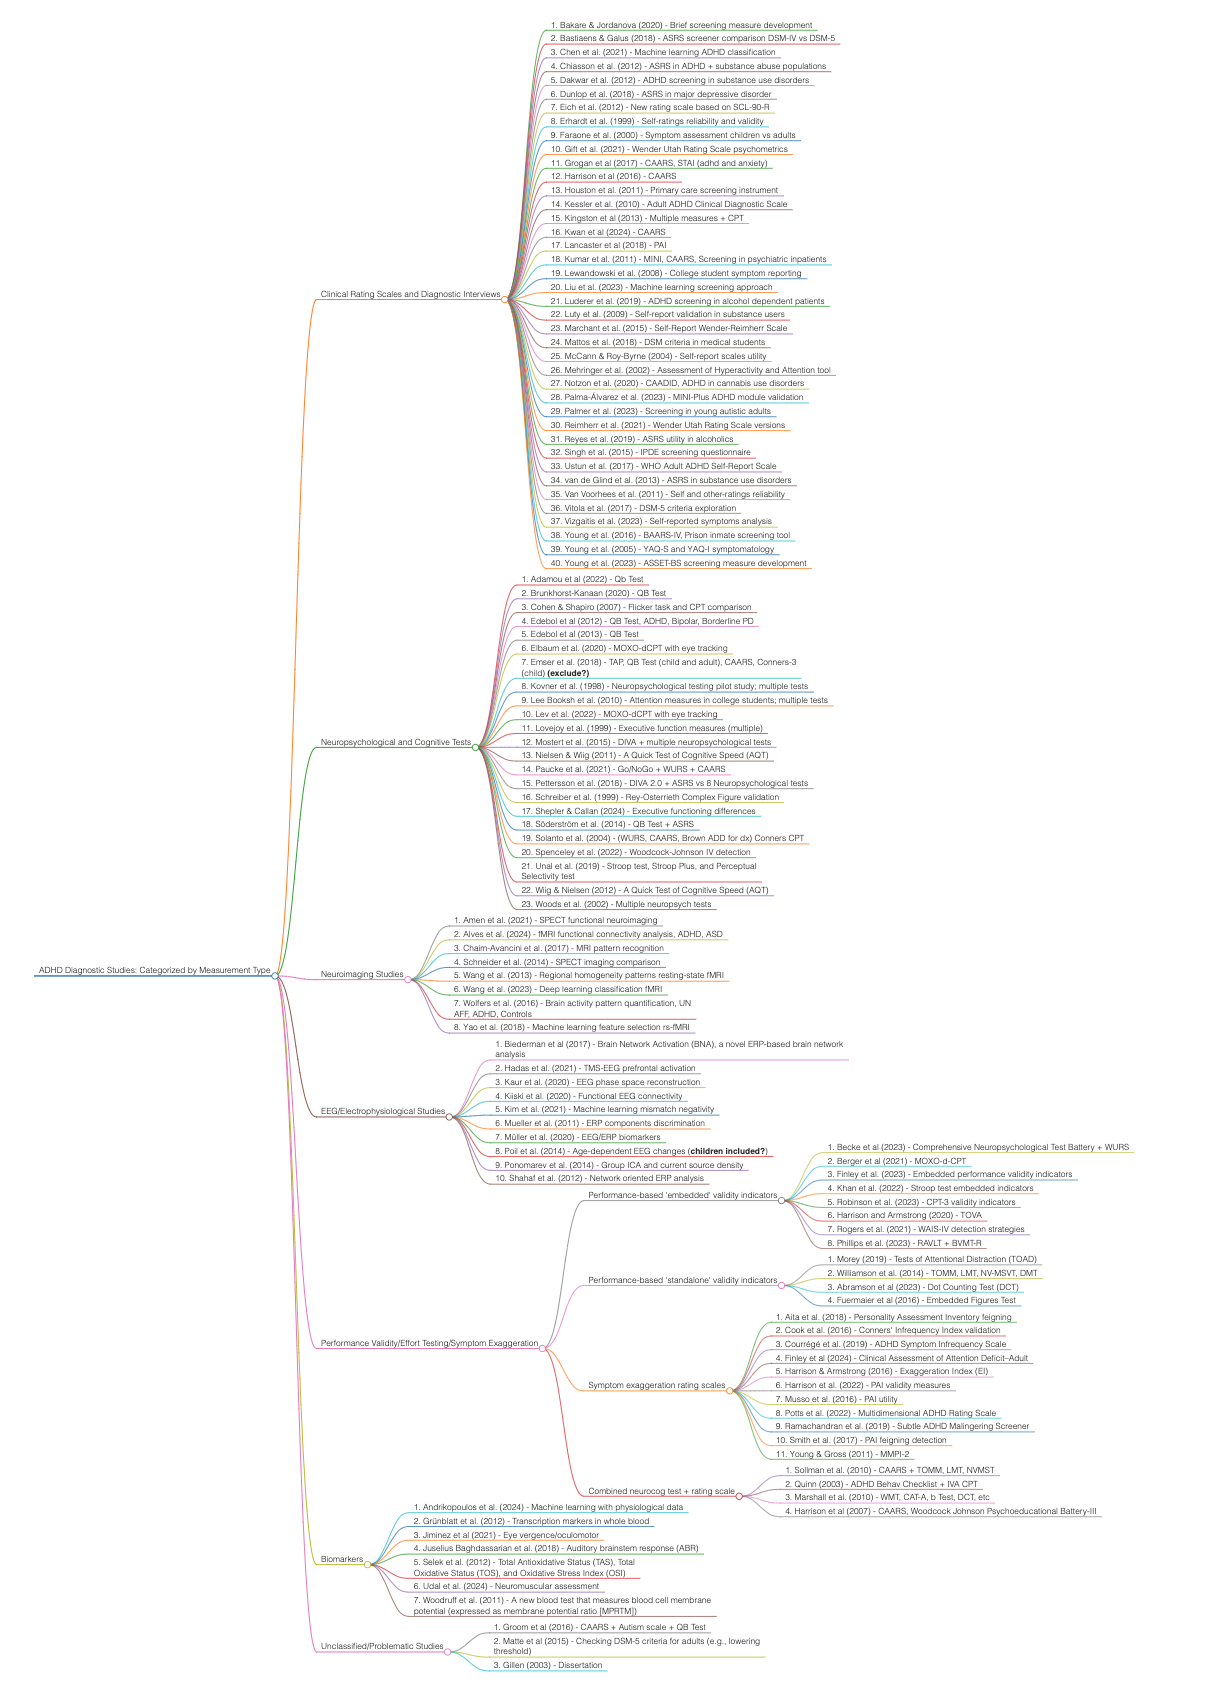 ADHD Diagnostic Studies: Categorized by Measurement Type
Clinical Rating Scales and Diagnostic Interviews
1. Bakare & Jordanova (2020) - Brief screening measure development
2. Bastiaens & Galus (2018) - ASRS screener comparison DSM-IV vs DSM-5
3. Chen et al. (2021) - Machine learning ADHD classification
4. Chiasson et al. (2012) - ASRS in ADHD + substance abuse populations
5. Dakwar et al. (2012) - ADHD screening in substance use disorders
6. Dunlop et al. (2018) - ASRS in major depressive disorder
7. Eich et al. (2012) - New rating scale based on SCL-90-R
8. Erhardt et al. (1999) - Self-ratings reliability and validity
9. Faraone et al. (2000) - Symptom assessment children vs adults
10. Gift et al. (2021) - Wender Utah Rating Scale psychometrics
11. Grogan et al (2017) - CAARS, STAI (adhd and anxiety)
12. Harrison et al (2016) - CAARS
13. Houston et al. (2011) - Primary care screening instrument
14. Kessler et al. (2010) - Adult ADHD Clinical Diagnostic Scale
15. Kingston et al (2013) - Multiple measures + CPT
16. Kwan et al (2024) - CAARS
17. Lancaster et al (2018) - PAI
18. Kumar et al. (2011) - MINI, CAARS, Screening in psychiatric inpatients
19. Lewandowski et al. (2008) - College student symptom reporting
20. Liu et al. (2023) - Machine learning screening approach
21. Luderer et al. (2019) - ADHD screening in alcohol dependent patients
22. Luty et al. (2009) - Self-report validation in substance users
23. Marchant et al. (2015) - Self-Report Wender-Reimherr Scale
24. Mattos et al. (2018) - DSM criteria in medical students
25. McCann & Roy-Byrne (2004) - Self-report scales utility
26. Mehringer et al. (2002) - Assessment of Hyperactivity and Attention tool
27. Notzon et al. (2020) - CAADID, ADHD in cannabis use disorders
28. Palma-Álvarez et al. (2023) - MINI-Plus ADHD module validation
29. Palmer et al. (2023) - Screening in young autistic adults
30. Reimherr et al. (2021) - Wender Utah Rating Scale versions
31. Reyes et al. (2019) - ASRS utility in alcoholics
32. Singh et al. (2015) - IPDE screening questionnaire
33. Ustun et al. (2017) - WHO Adult ADHD Self-Report Scale
34. van de Glind et al. (2013) - ASRS in substance use disorders
35. Van Voorhees et al. (2011) - Self and other-ratings reliability
36. Vitola et al. (2017) - DSM-5 criteria exploration
37. Vizgaitis et al. (2023) - Self-reported symptoms analysis
38. Young et al. (2016) - BAARS-IV, Prison inmate screening tool
39. Young et al. (2005) - YAQ-S and YAQ-I symptomatology
40. Young et al. (2023) - ASSET-BS screening measure development
Neuropsychological and Cognitive Tests
1. Adamou et al (2022) - Qb Test
2. Brunkhorst-Kanaan (2020) - QB Test
3. Cohen & Shapiro (2007) - Flicker task and CPT comparison
4. Edebol et al (2012) - QB Test, ADHD, Bipolar, Borderline PD
5. Edebol et al (2013) - QB Test
6. Elbaum et al. (2020) - MOXO-dCPT with eye tracking
7. Emser et al. (2018) - TAP, QB Test (child and adult), CAARS, Conners-3
(child) (exclude?)
8. Kovner et al. (1998) - Neuropsychological testing pilot study; multiple tests
9. Lee Booksh et al. (2010) - Attention measures in college students; multiple tests
10. Lev et al. (2022) - MOXO-dCPT with eye tracking
11. Lovejoy et al. (1999) - Executive function measures (multiple)
12. Mostert et al. (2015) - DIVA + multiple neuropsychological tests
13. Nielsen & Wiig (2011) - A Quick Test of Cognitive Speed (AQT)
14. Paucke et al. (2021) - Go/NoGo + WURS + CAARS
15. Pettersson et al. (2018) - DIVA 2.0 + ASRS vs 8 Neuropsychological tests
16. Schreiber et al. (1999) - Rey-Osterrieth Complex Figure validation
17. Shepler & Callan (2024) - Executive functioning differences
18. Söderström et al. (2014) - QB Test + ASRS
19. Solanto et al. (2004) - (WURS, CAARS, Brown ADD for dx) Conners CPT
20. Spenceley et al. (2022) - Woodcock-Johnson IV detection
21. Unal et al. (2019) - Stroop test, Stroop Plus, and Perceptual
Selectivity test
22. Wiig & Nielsen (2012) - A Quick Test of Cognitive Speed (AQT)
23. Woods et al. (2002) - Multiple neuropsych tests
Neuroimaging Studies
1. Amen et al. (2021) - SPECT functional neuroimaging
2. Alves et al. (2024) - fMRI functional connectivity analysis, ADHD, ASD
3. Chaim-Avancini et al. (2017) - MRI pattern recognition
4. Schneider et al. (2014) - SPECT imaging comparison
5. Wang et al. (2013) - Regional homogeneity patterns resting-state fMRI
6. Wang et al. (2023) - Deep learning classification fMRI
7. Wolfers et al. (2016) - Brain activity pattern quantification, UN
AFF, ADHD, Controls
8. Yao et al. (2018) - Machine learning feature selection rs-fMRI
EEG/Electrophysiological Studies
1. Biederman et al (2017) - Brain Network Activation (BNA), a novel ERP-based brain network
analysis
2. Hadas et al. (2021) - TMS-EEG prefrontal activation
3. Kaur et al. (2020) - EEG phase space reconstruction
4. Kiiski et al. (2020) - Functional EEG connectivity
5. Kim et al. (2021) - Machine learning mismatch negativity
6. Mueller et al. (2011) - ERP components discrimination
7. Müller et al. (2020) - EEG/ERP biomarkers
8. Poil et al. (2014) - Age-dependent EEG changes (children included?)
9. Ponomarev et al. (2014) - Group ICA and current source density
10. Shahaf et al. (2012) - Network oriented ERP analysis
Performance Validity/Effort Testing/Symptom Exaggeration
Performance-based 'embedded' validity indicators
1. Becke et al (2023) - Comprehensive Neuropsychological Test Battery + WURS
2. Berger et al (2021) - MOXO-d-CPT
3. Finley et al. (2023) - Embedded performance validity indicators
4. Khan et al. (2022) - Stroop test embedded indicators
5. Robinson et al. (2023) - CPT-3 validity indicators
6. Harrison and Armstrong (2020) - TOVA
7. Rogers et al. (2021) - WAIS-IV detection strategies
8. Phillips et al. (2023) - RAVLT + BVMT-R
Performance-based 'standalone' validity indicators
1. Morey (2019) - Tests of Attentional Distraction (TOAD)
2. Williamson et al. (2014) - TOMM, LMT, NV-MSVT, DMT
3. Abramson et al (2023) - Dot Counting Test (DCT)
4. Fuermaier et al (2016) - Embedded Figures Test
Symptom exaggeration rating scales
1. Aita et al. (2018) - Personality Assessment Inventory feigning
2. Cook et al. (2016) - Conners' Infrequency Index validation
3. Courrégé et al. (2019) - ADHD Symptom Infrequency Scale
4. Finley et al (2024) - Clinical Assessment of Attention Deficit–Adult
5. Harrison & Armstrong (2016) - Exaggeration Index (EI)
6. Harrison et al. (2022) - PAI validity measures
7. Musso et al. (2016) - PAI utility
8. Potts et al. (2022) - Multidimensional ADHD Rating Scale
9. Ramachandran et al. (2019) - Subtle ADHD Malingering Screener
10. Smith et al. (2017) - PAI feigning detection
11. Young & Gross (2011) - MMPI-2
Combined neurocog test + rating scale
1. Sollman et al. (2010) - CAARS + TOMM, LMT, NVMST
2. Quinn (2003) - ADHD Behav Checklist + IVA CPT
3. Marshall et al. (2010) - WMT, CAT-A, b Test, DCT, etc
4. Harrison et al (2007) - CAARS, Woodcock Johnson Psychoeducational Battery-III
Biomarkers
1. Andrikopoulos et al. (2024) - Machine learning with physiological data
2. Grünblatt et al. (2012) - Transcription markers in whole blood
3. Jiminez et al (2021) - Eye vergence/oculomotor
4. Juselius Baghdassarian et al. (2018) - Auditory brainstem response (ABR)
5. Selek et al. (2012) - Total Antioxidative Status (TAS), Total
Oxidative Status (TOS), and Oxidative Stress Index (OSI)
6. Udal et al. (2024) - Neuromuscular assessment
7. Woodruff et al. (2011) - A new blood test that measures blood cell membrane
potential (expressed as membrane potential ratio [MPRTM])
Unclassified/Problematic Studies
1. Groom et al (2016) - CAARS + Autism scale + QB Test
2. Matte et al (2015) - Checking DSM-5 criteria for adults (e.g., lowering
threshold)
3. Gillen (2003) - Dissertation